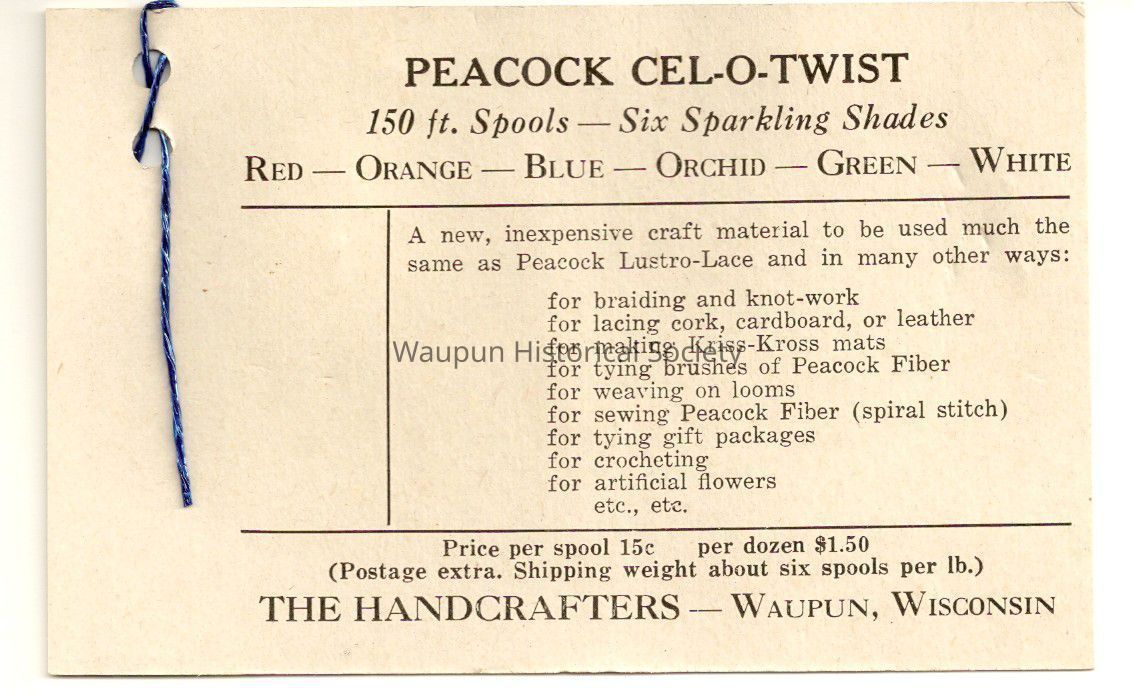 PEACOCK CEL-O-TWIST
150 ft. Spools — Six Sparkling Shades
RED — ORANGE — BLUE — ORCHID — GREEN — WHITE
A new, inexpensive craft material to be used much the
same as Peacock Lustro-Lace and in many other ways:
for braiding and knot-work
for lacing cork, cardboard, or leather
for making Kriss-Kross mats
Waupun Historical Society
for tying brushes of Peacock Fiber
for weaving on looms
for sewing Peacock Fiber (spiral stitch)
for tying gift packages
for crocheting
for artificial flowers
etc., etc.
Price per spool 15c per dozen $1.50
(Postage extra. Shipping weight about six spools per lb.)
THE HANDCRAFTERS — WAUPUN, WISCONSIN